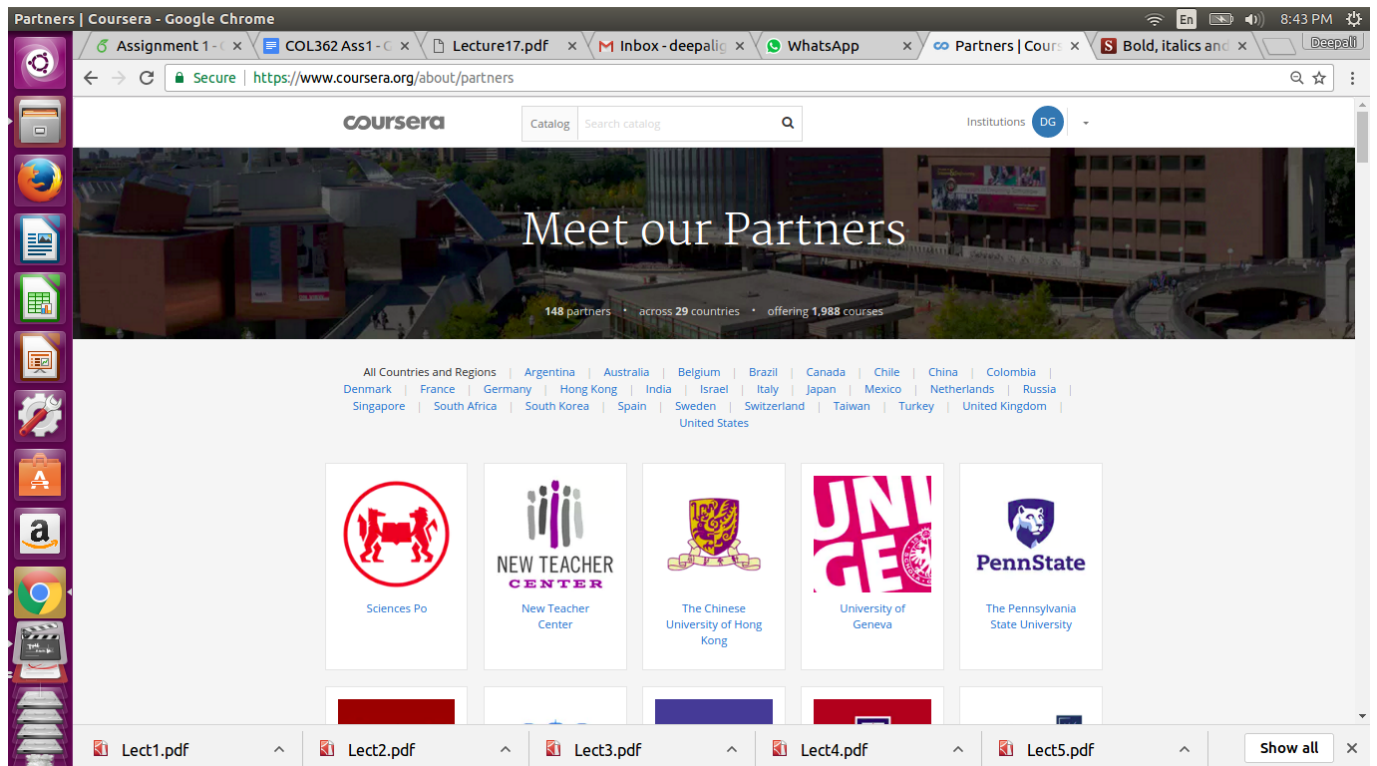 Partners | Coursera - Google Chrome
En
8:43 PM
Assignment 1 - C
COL362 Ass1 - C
Lecture17.pdf
Inbox - deepalig
WhatsApp
Partners | Cours
Bold, italics and
Deepali
Secure
https://www.coursera.org/about/partners
coursera
Catalog
Search catalog
Institutions
DG
Meet our Partners
148 partners · across 29 countries · offering 1,988 courses
All Countries and Regions | Argentina | Australia | Belgium | Brazil | Canada | Chile | China | Colombia |
Denmark | France | Germany | Hong Kong | India | Israel | Italy | Japan | Mexico | Netherlands | Russia |
Singapore | South Africa | South Korea | Spain | Sweden | Switzerland | Taiwan | Turkey | United Kingdom |
United States
NEW TEACHER
CENTER
UNI
GE
PennState
Sciences Po
New Teacher
Center
The Chinese
University of Hong
Kong
University of
Geneva
The Pennsylvania
State University
Lect1.pdf
Lect2.pdf
Lect3.pdf
Lect4.pdf
Lect5.pdf
Show all